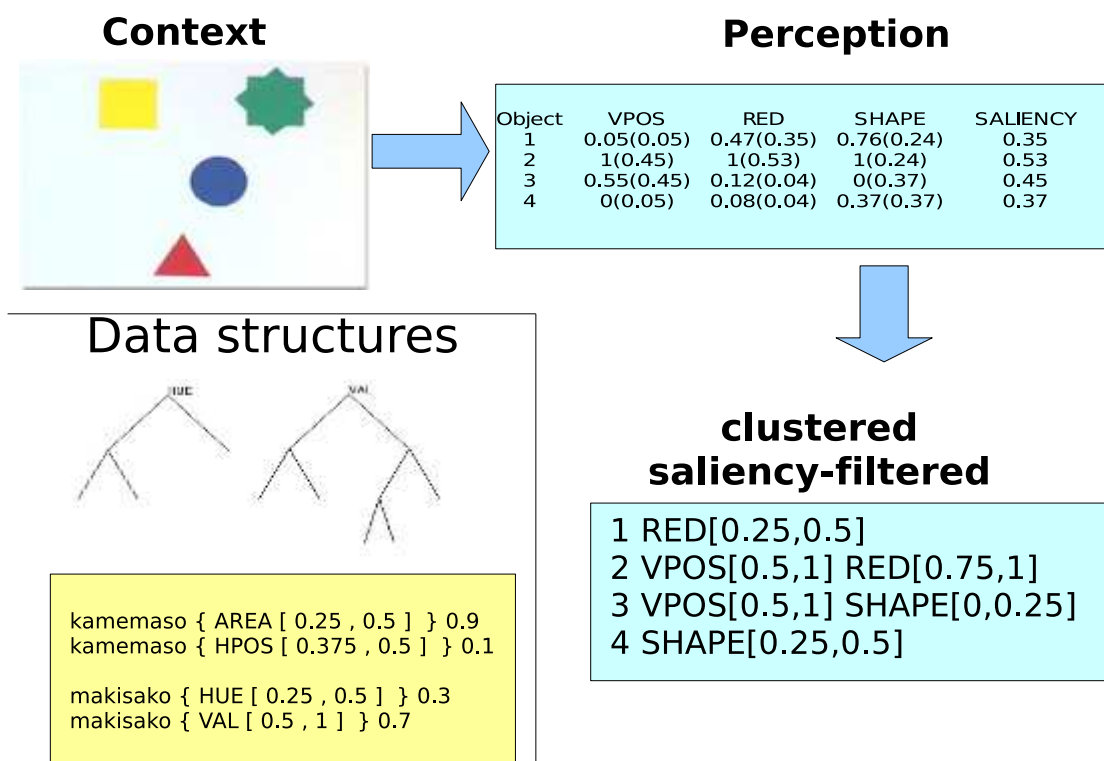 Context
Perception
Object VPOS RED SHAPE SALIENCY
1 0.05(0.05) 0.47(0.35) 0.76(0.24) 0.35
2 1(0.45) 1(0.53) 1(0.24) 0.53
3 0.55(0.45) 0.12(0.04) 0(0.37) 0.45
4 0(0.05) 0.08(0.04) 0.37(0.37) 0.37
Data structures
HUE VAL
kamemaso { AREA [ 0.25 , 0.5 ] } 0.9
kamemaso { HPOS [ 0.375 , 0.5 ] } 0.1
makisako { HUE [ 0.25 , 0.5 ] } 0.3
makisako { VAL [ 0.5 , 1 ] } 0.7
clustered
saliency-filtered
1 RED[0.25,0.5]
2 VPOS[0.5,1] RED[0.75,1]
3 VPOS[0.5,1] SHAPE[0,0.25]
4 SHAPE[0.25,0.5]